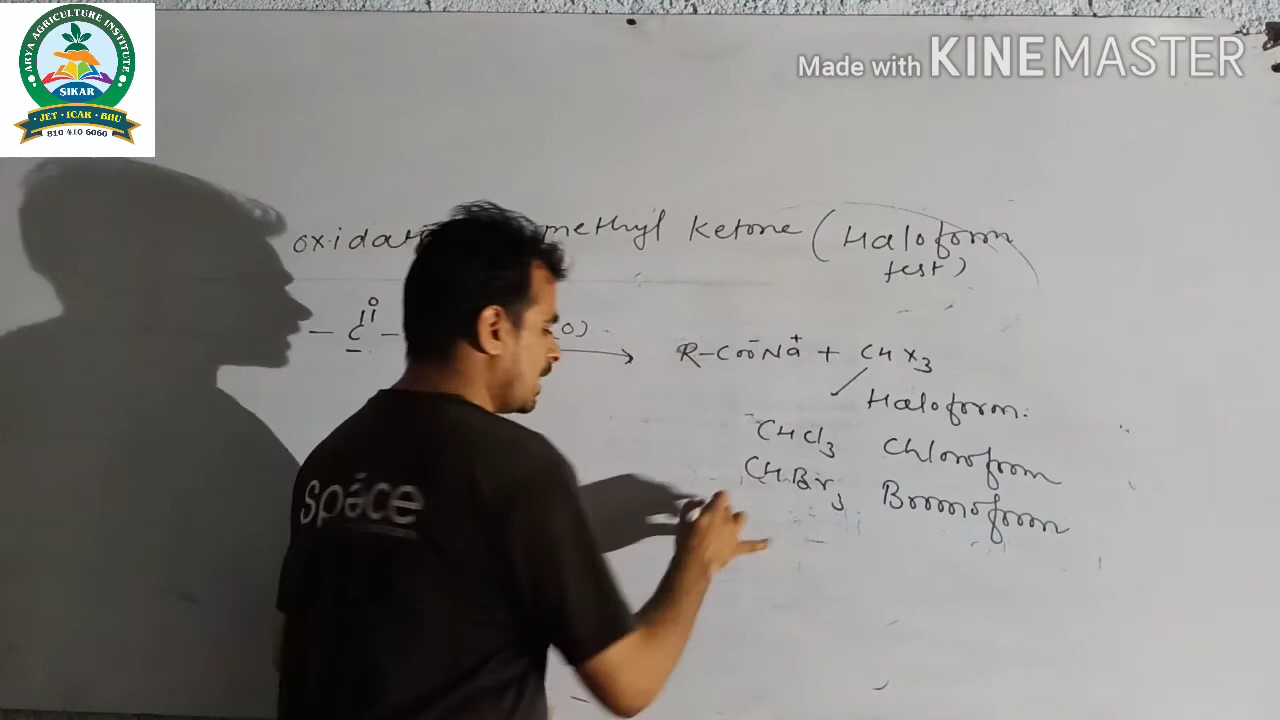 ARYA AGRICULTURE INSTITUTE
SIKAR
· JET · ICAR · BHU
810 410 6060
Made with KINEMASTER
methyl ketone (Haloform
test)
O
— C —
O)
R–COO⁻Na⁺ + CHX₃
Haloform.
CHCl₃ Chloroform
CHBr₃ Bromoform
Space